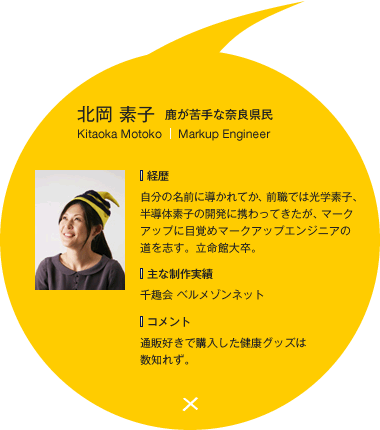 北岡 素子 鹿が苦手な奈良県民
Kitaoka Motoko | Markup Engineer
経歴
自分の名前に導かれてか、前職では光学素子、
半導体素子の開発に携わってきたが、マーク
アップに目覚めマークアップエンジニアの
道を志す。立命館大卒。
主な制作実績
千趣会 ベルメゾンネット
コメント
通販好きで購入した健康グッズは
数知れず。